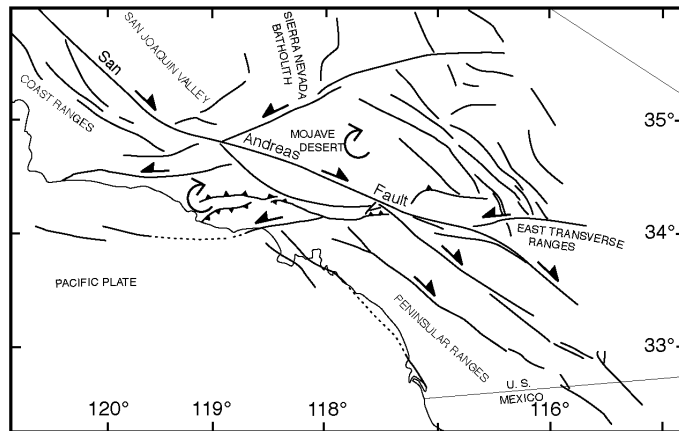 SAN JOAQUIN VALLEY
SIERRA NEVADA
BATHOLITH
San
COAST RANGES
MOJAVE
DESERT
Andreas
Fault
35°
34°
33°
EAST TRANSVERSE
RANGES
PACIFIC PLATE
PENINSULAR RANGES
U. S.
MEXICO
120°
119°
118°
116°